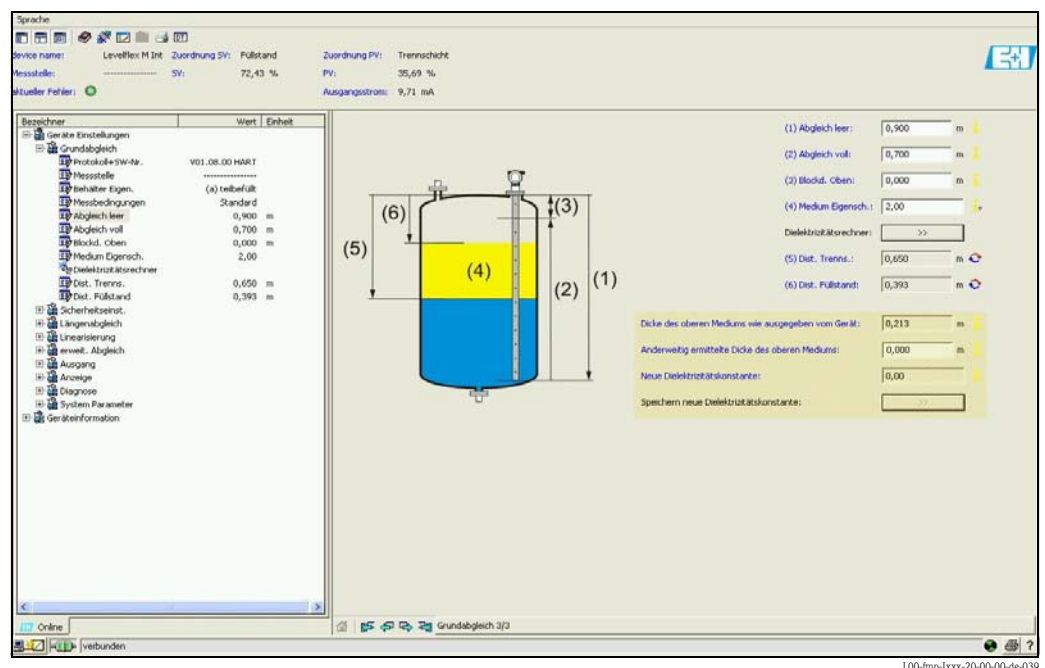 Sprache
device name: Levelflex M Int Zuordnung SV: Füllstand Zuordnung PV: Trennschicht
Messstelle: ---------------- SV: 72,43 % PV: 35,69 %
aktueller Fehler: Ausgangsstrom: 9,71 mA
E+H
Bezeichner Wert Einheit
Geräte Einstellungen
Grundabgleich
Protokoll+SW-Nr. V01.08.00 HART
Messstelle ----------------
Behälter Eigen. (a) teilbefüllt
Messbedingungen Standard
Abgleich leer 0,900 m
Abgleich voll 0,700 m
Blockd. Oben 0,000 m
Medium Eigensch. 2,00
Dielektrizitätsrechner
Dist. Trenns. 0,650 m
Dist. Füllstand 0,393 m
Sicherheitseinst.
Längenabgleich
Linearisierung
erweit. Abgleich
Ausgang
Anzeige
Diagnose
System Parameter
Geräteinformation
(6)
(3)
(5)
(4)
(2)
(1)
(1) Abgleich leer: 0,900 m
(2) Abgleich voll: 0,700 m
(3) Blockd. Oben: 0,000 m
(4) Medium Eigensch.: 2,00
Dielektrizitätsrechner: >>
(5) Dist. Trenns.: 0,650 m
(6) Dist. Füllstand: 0,393 m
Dicke des oberen Mediums wie ausgegeben vom Gerät: 0,213 m
Anderweitig ermittelte Dicke des oberen Mediums: 0,000 m
Neue Dielektrizitätskonstante: 0,00
Speichern neue Dielektrizitätskonstante: >>
Online
Grundabgleich 3/3
verbunden
L00-fmp-Ixxx-20-00-00-de-039